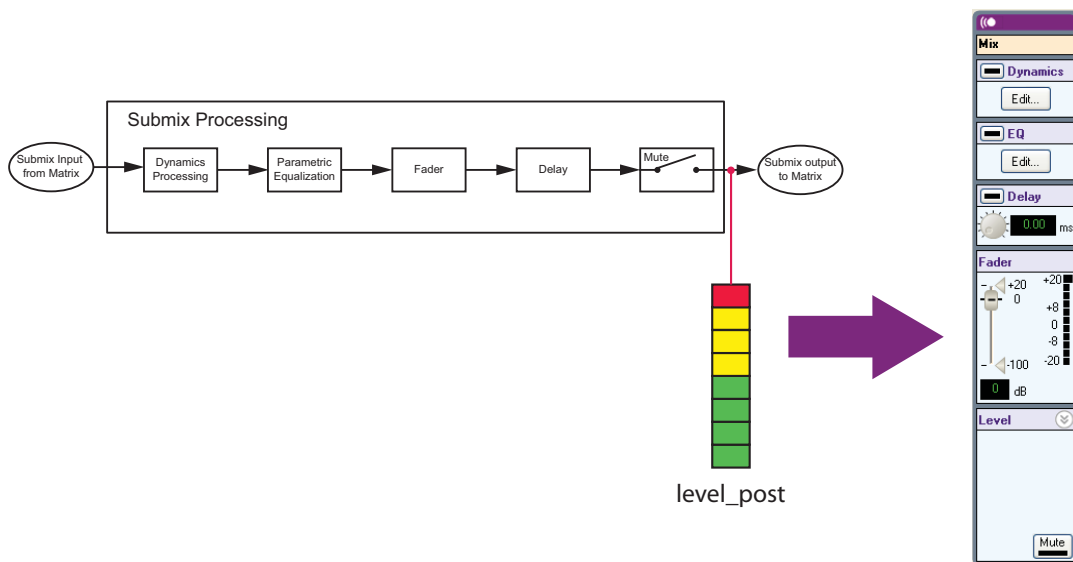 Submix Processing
Submix Input
from Matrix
Dynamics
Processing
Parametric
Equalization
Fader
Delay
Mute
Submix output
to Matrix
level_post
Mix
Dynamics
Edit...
EQ
Edit...
Delay
0.00 ms
Fader
+20 +20
0
+8
0
-8
-100 -20
0 dB
Level
Mute